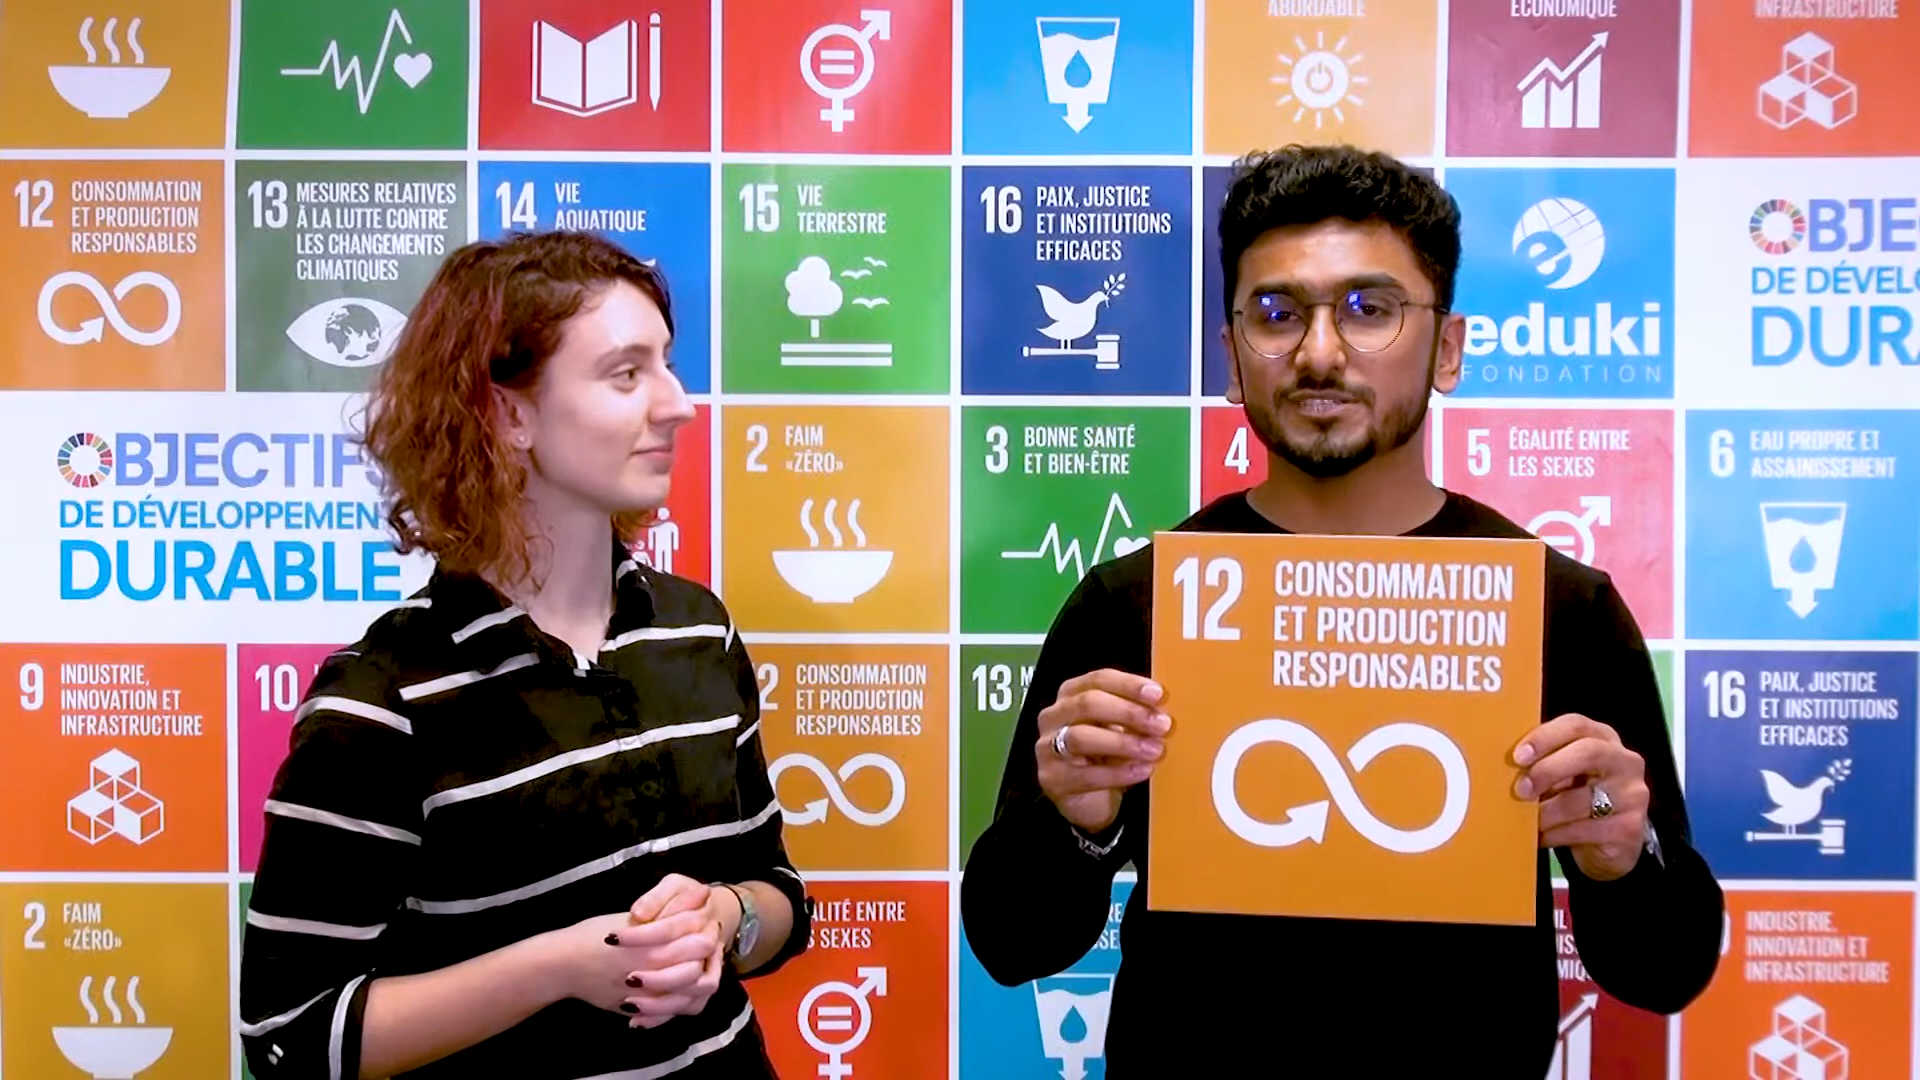 ABORDABLE
ÉCONOMIQUE
INFRASTRUCTURE
12 CONSOMMATION
ET PRODUCTION
RESPONSABLES
13 MESURES RELATIVES
À LA LUTTE CONTRE
LES CHANGEMENTS
CLIMATIQUES
14 VIE
AQUATIQUE
15 VIE
TERRESTRE
16 PAIX, JUSTICE
ET INSTITUTIONS
EFFICACES
eduki
FONDATION
OBJE
DE DÉVELO
DURA
OBJECTIFS
DE DÉVELOPPEMEN
DURABLE
2 FAIM
«ZÉRO»
3 BONNE SANTÉ
ET BIEN-ÊTRE
4
5 ÉGALITÉ ENTRE
LES SEXES
6 EAU PROPRE ET
ASSAINISSEMENT
12 CONSOMMATION
ET PRODUCTION
RESPONSABLES
9 INDUSTRIE,
INNOVATION ET
INFRASTRUCTURE
10
2 CONSOMMATION
ET PRODUCTION
RESPONSABLES
13 M
16 PAIX, JUSTICE
ET INSTITUTIONS
EFFICACES
2 FAIM
«ZÉRO»
ALITÉ ENTRE
S SEXES
INDUSTRIE,
INNOVATION ET
INFRASTRUCTURE